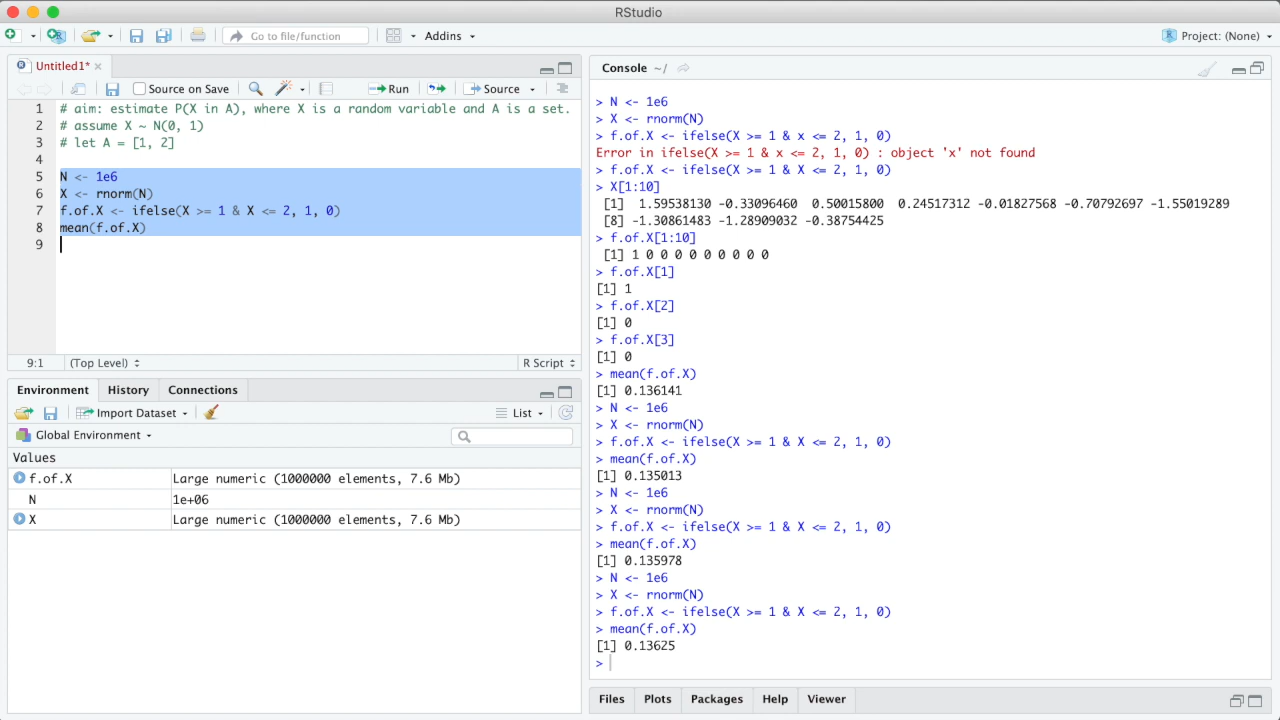 RStudio
Go to file/function
Addins
Project: (None)
Untitled1*
Source on Save
Run
Source
1 # aim: estimate P(X in A), where X is a random variable and A is a set.
2 # assume X ~ N(0, 1)
3 # let A = [1, 2]
4
5 N <- 1e6
6 X <- rnorm(N)
7 f.of.X <- ifelse(X >= 1 & X <= 2, 1, 0)
8 mean(f.of.X)
9
9:1 (Top Level) R Script
Environment History Connections
Import Dataset List
Global Environment
Values
f.of.X Large numeric (1000000 elements, 7.6 Mb)
N 1e+06
X Large numeric (1000000 elements, 7.6 Mb)
Console ~/
> N <- 1e6
> X <- rnorm(N)
> f.of.X <- ifelse(X >= 1 & x <= 2, 1, 0)
Error in ifelse(X >= 1 & x <= 2, 1, 0) : object 'x' not found
> f.of.X <- ifelse(X >= 1 & X <= 2, 1, 0)
> X[1:10]
[1] 1.59538130 -0.33096460 0.50015800 0.24517312 -0.01827568 -0.70792697 -1.55019289
[8] -1.30861483 -1.28909032 -0.38754425
> f.of.X[1:10]
[1] 1 0 0 0 0 0 0 0 0 0
> f.of.X[1]
[1] 1
> f.of.X[2]
[1] 0
> f.of.X[3]
[1] 0
> mean(f.of.X)
[1] 0.136141
> N <- 1e6
> X <- rnorm(N)
> f.of.X <- ifelse(X >= 1 & X <= 2, 1, 0)
> mean(f.of.X)
[1] 0.135013
> N <- 1e6
> X <- rnorm(N)
> f.of.X <- ifelse(X >= 1 & X <= 2, 1, 0)
> mean(f.of.X)
[1] 0.135978
> N <- 1e6
> X <- rnorm(N)
> f.of.X <- ifelse(X >= 1 & X <= 2, 1, 0)
> mean(f.of.X)
[1] 0.13625
>
Files Plots Packages Help Viewer